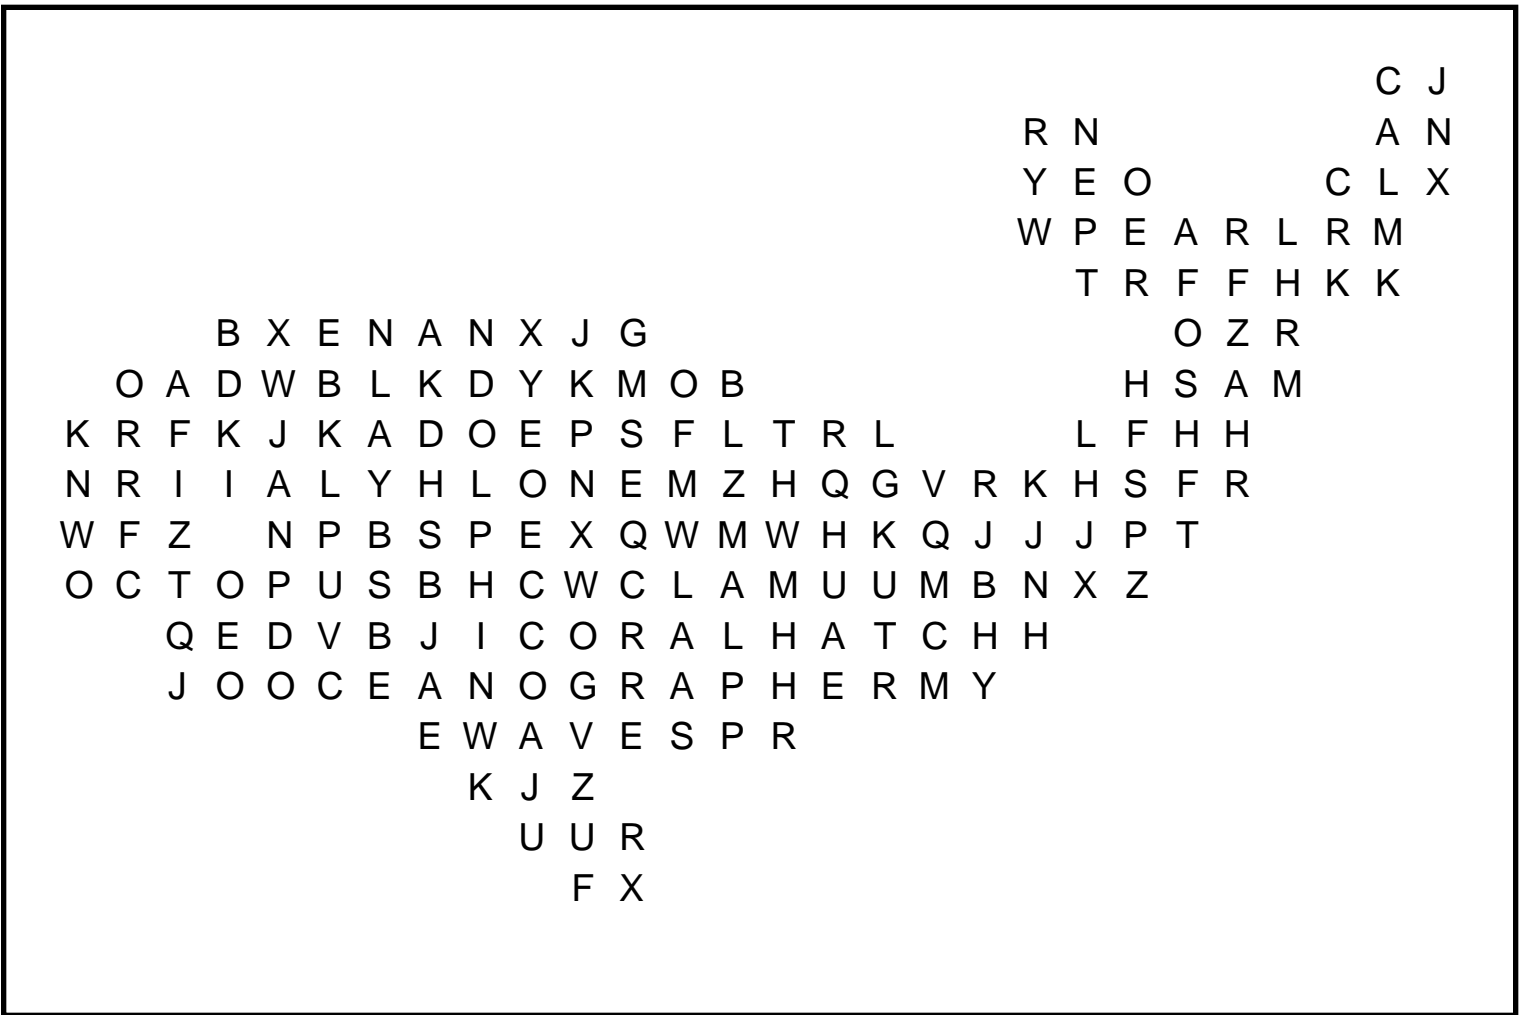 C J
R N A N
Y E O C L X
W P E A R L R M
T R F F H K K
B X E N A N X J G O Z R
O A D W B L K D Y K M O B H S A M
K R F K J K A D O E P S F L T R L L F H H
N R I I A L Y H L O N E M Z H Q G V R K H S F R
W F Z N P B S P E X Q W M W H K Q J J J P T
O C T O P U S B H C W C L A M U U M B N X Z
Q E D V B J I C O R A L H A T C H H
J O O C E A N O G R A P H E R M Y
E W A V E S P R
K J Z
U U R
F X